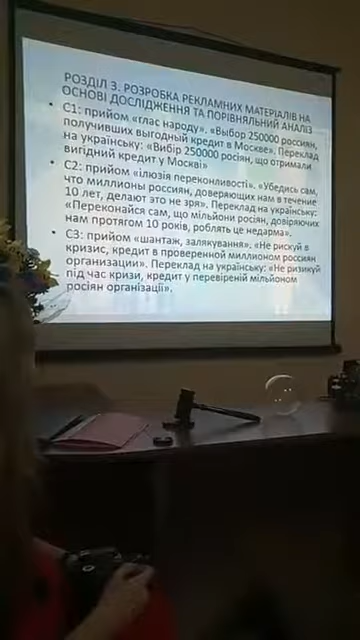 РОЗДІЛ 3. РОЗРОБКА РЕКЛАМНИХ МАТЕРІАЛІВ НА
ОСНОВІ ДОСЛІДЖЕННЯ ТА ПОРІВНЯЛЬНИЙ АНАЛІЗ
• С1: прийом «глас народу». «Выбор 250000 россиян,
получивших выгодный кредит в Москве». Переклад
на українську: «Вибір 250000 росіян, що отримали
вигідний кредит у Москві»
• С2: прийом «ілюзія переконливості». «Убедись сам,
что миллионы россиян, доверяющих нам в течение
10 лет, делают это не зря». Переклад на українську:
«Переконайся сам, що мільйони росіян, довіряючих
нам протягом 10 років, роблять це недарма».
• С3: прийом «шантаж, залякування». «Не рискуй в
кризис, кредит в проверенной миллионом россиян
организации». Переклад на українську: «Не ризикуй
під час кризи, кредит у перевіреній мільйоном
росіян організації».